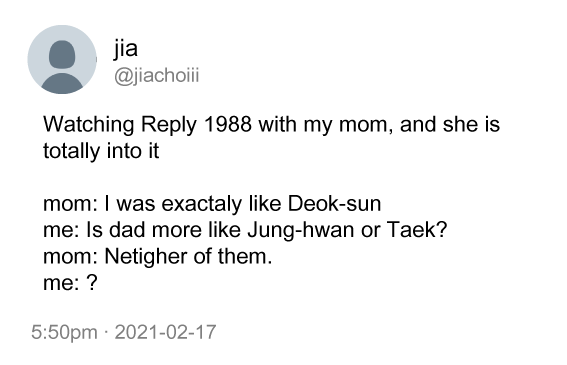 jia
@jiachoiii
Watching Reply 1988 with my mom, and she is
totally into it
mom: I was exactaly like Deok-sun
me: Is dad more like Jung-hwan or Taek?
mom: Netigher of them.
me: ?
5:50pm · 2021-02-17